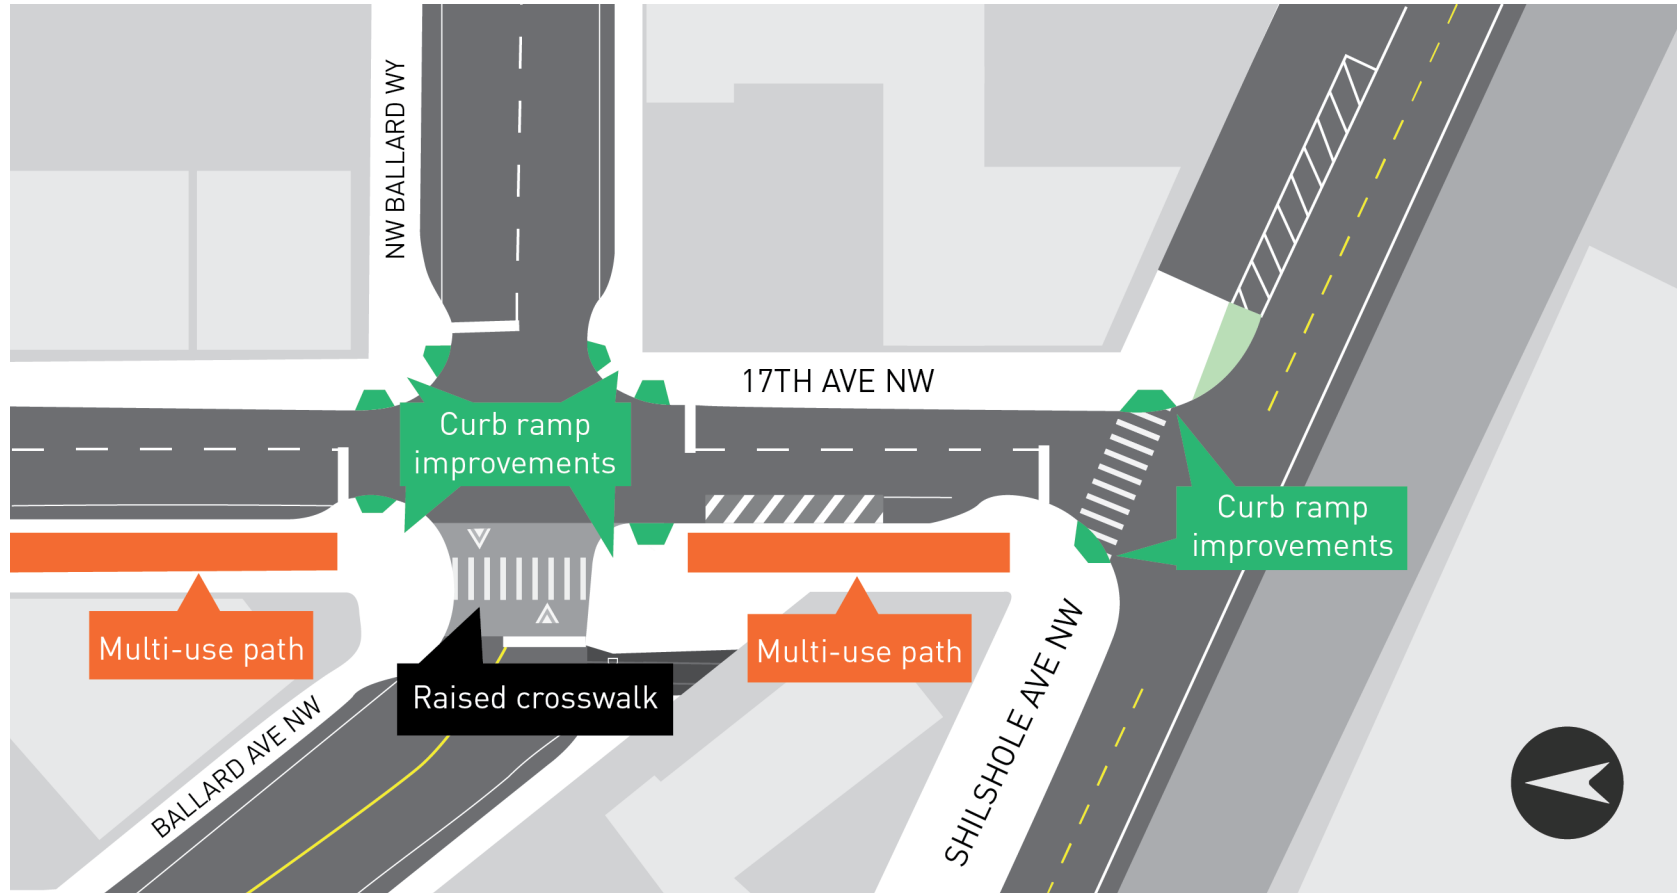 NW BALLARD WY
17TH AVE NW
Curb ramp
improvements
Curb ramp
improvements
Multi-use path
Multi-use path
Raised crosswalk
BALLARD AVE NW
SHILSHOLE AVE NW